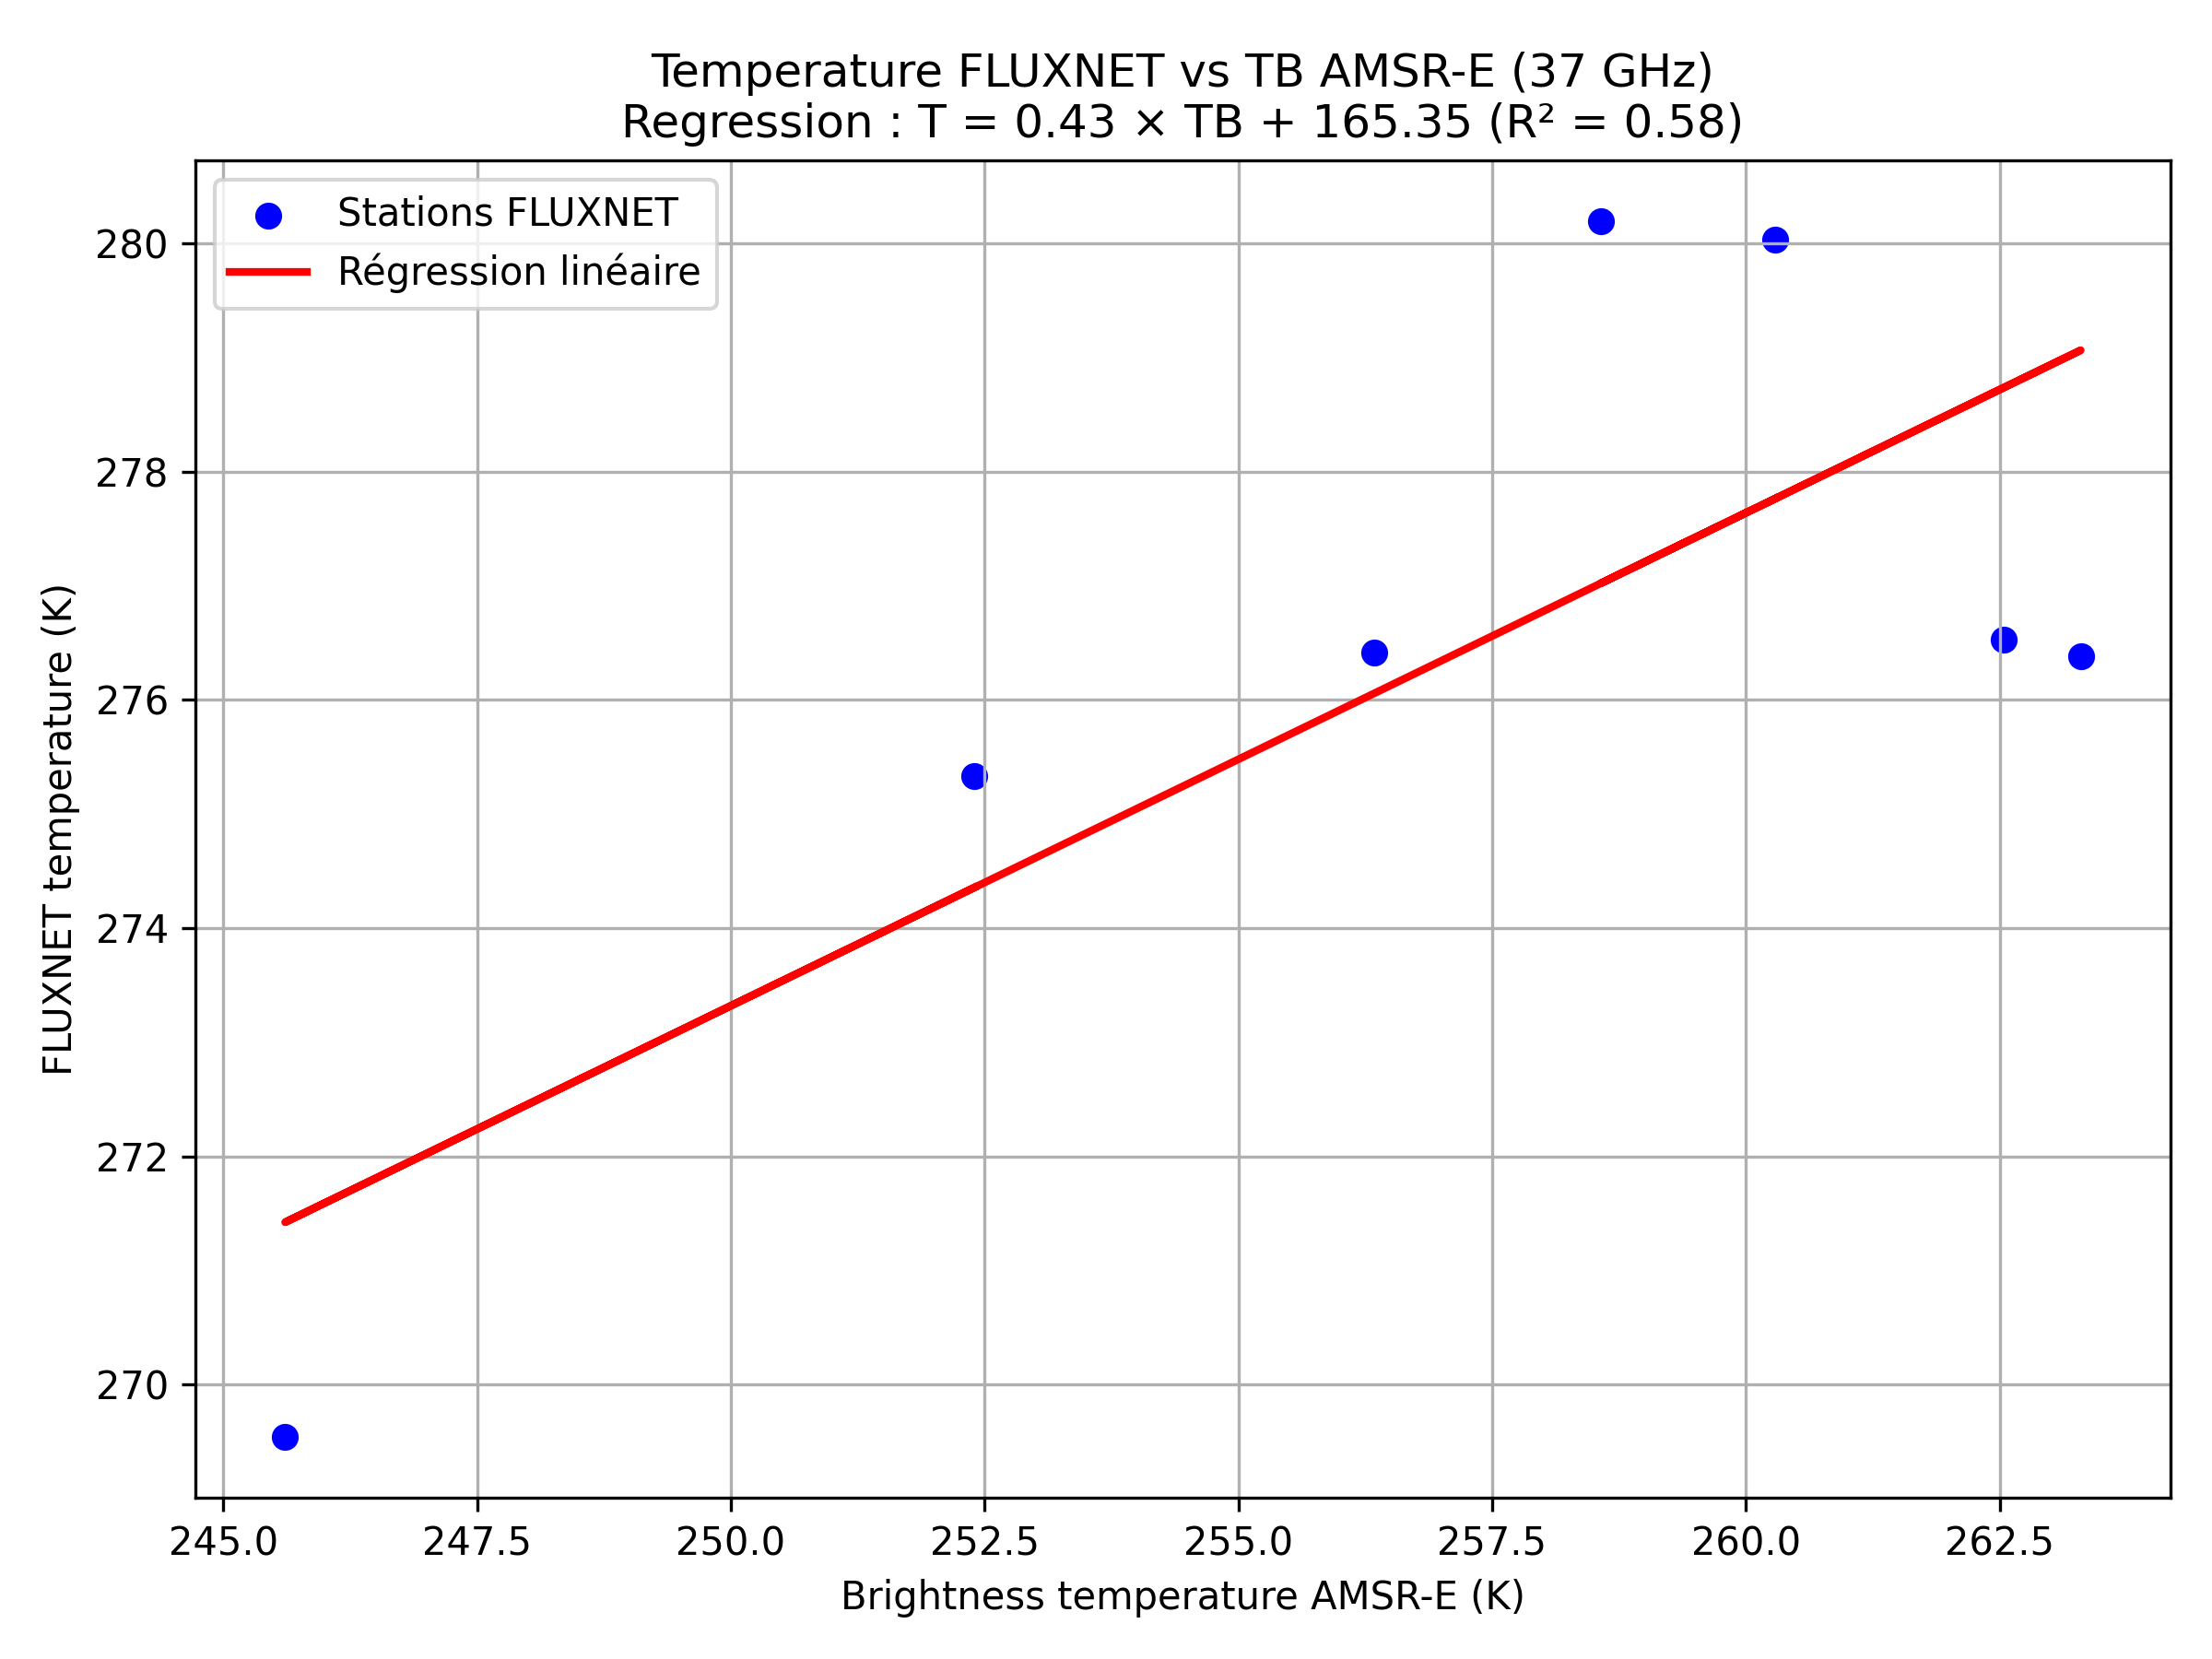 Temperature FLUXNET vs TB AMSR-E (37 GHz)
Regression : T = 0.43 × TB + 165.35 (R² = 0.58)
Stations FLUXNET
Régression linéaire
FLUXNET temperature (K)
280
278
276
274
272
270
245.0 247.5 250.0 252.5 255.0 257.5 260.0 262.5
Brightness temperature AMSR-E (K)